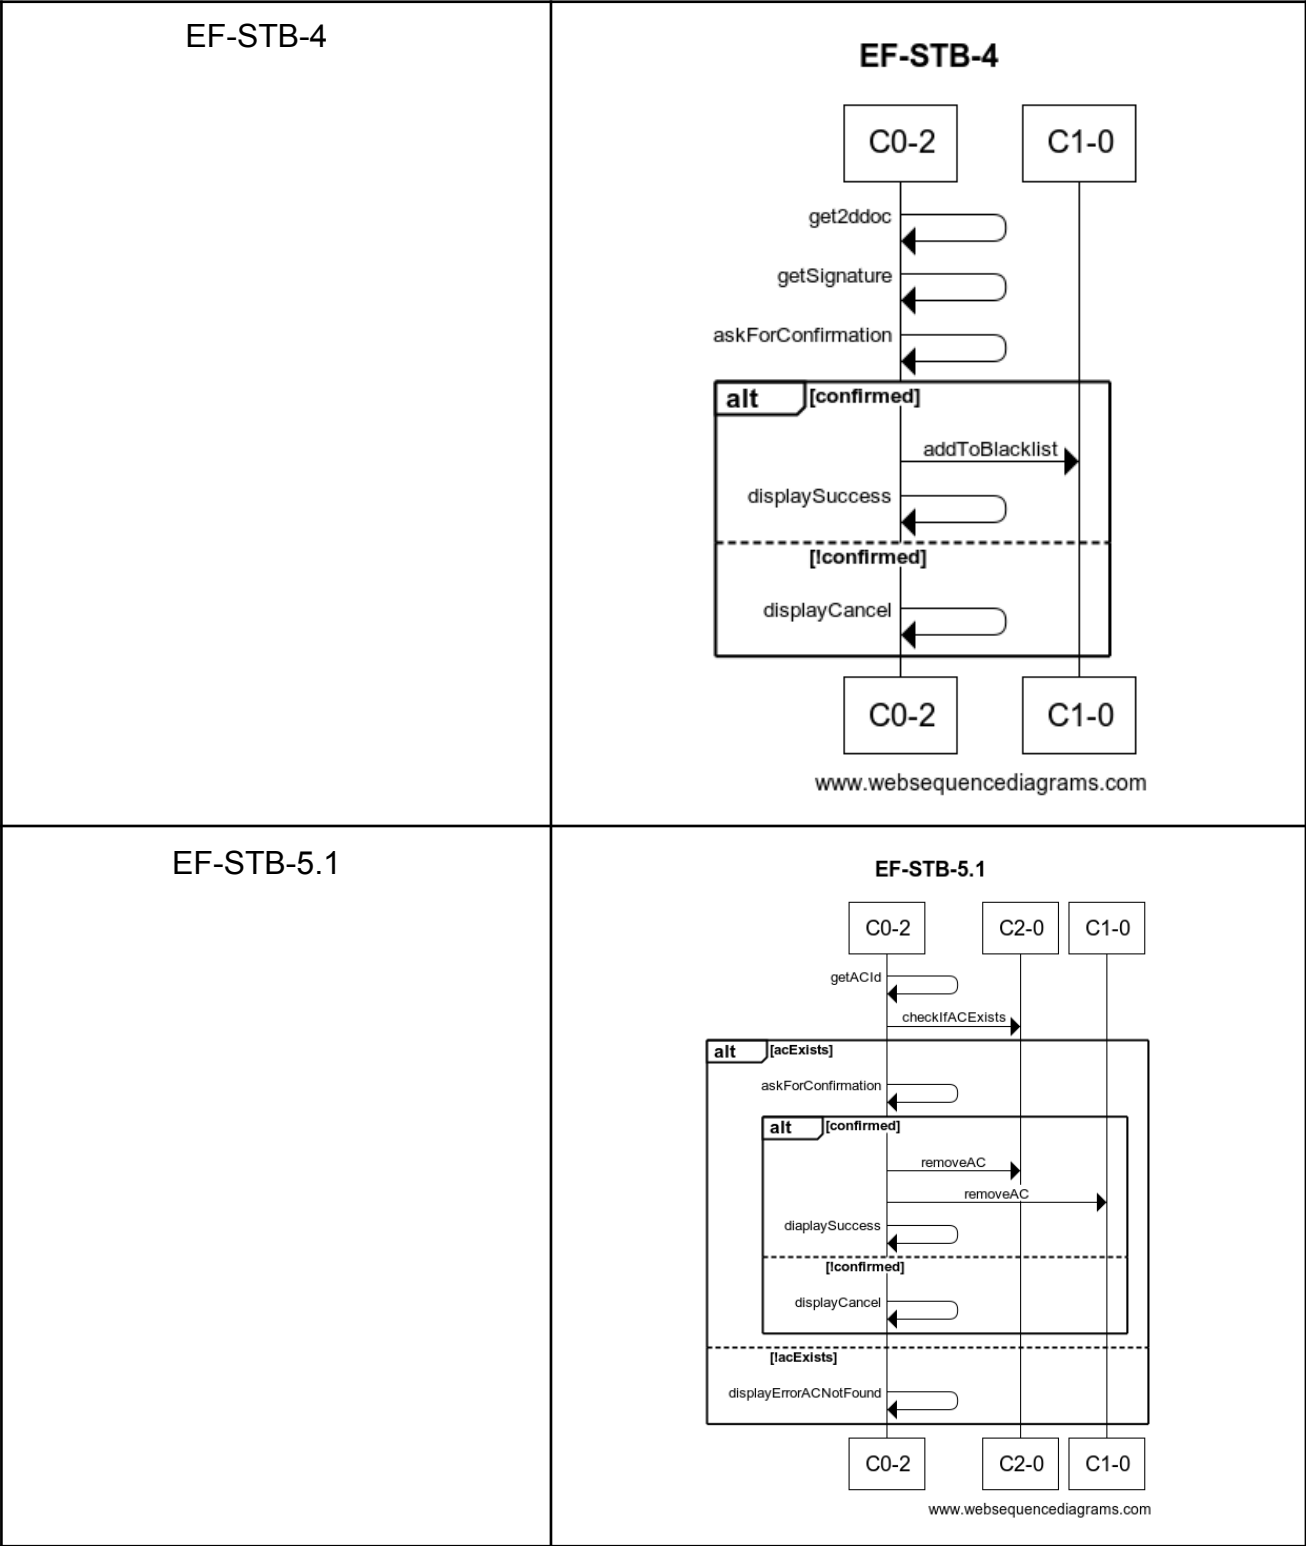 EF-STB-4
EF-STB-4
C0-2 C1-0
get2ddoc
getSignature
askForConfirmation
alt [confirmed]
addToBlacklist
displaySuccess
[!confirmed]
displayCancel
C0-2 C1-0
www.websequencediagrams.com
EF-STB-5.1
EF-STB-5.1
C0-2 C2-0 C1-0
getACId
checkIfACExists
alt [acExists]
askForConfirmation
alt [confirmed]
removeAC
removeAC
diaplaySuccess
[!confirmed]
displayCancel
[!acExists]
displayErrorACNotFound
C0-2 C2-0 C1-0
www.websequencediagrams.com